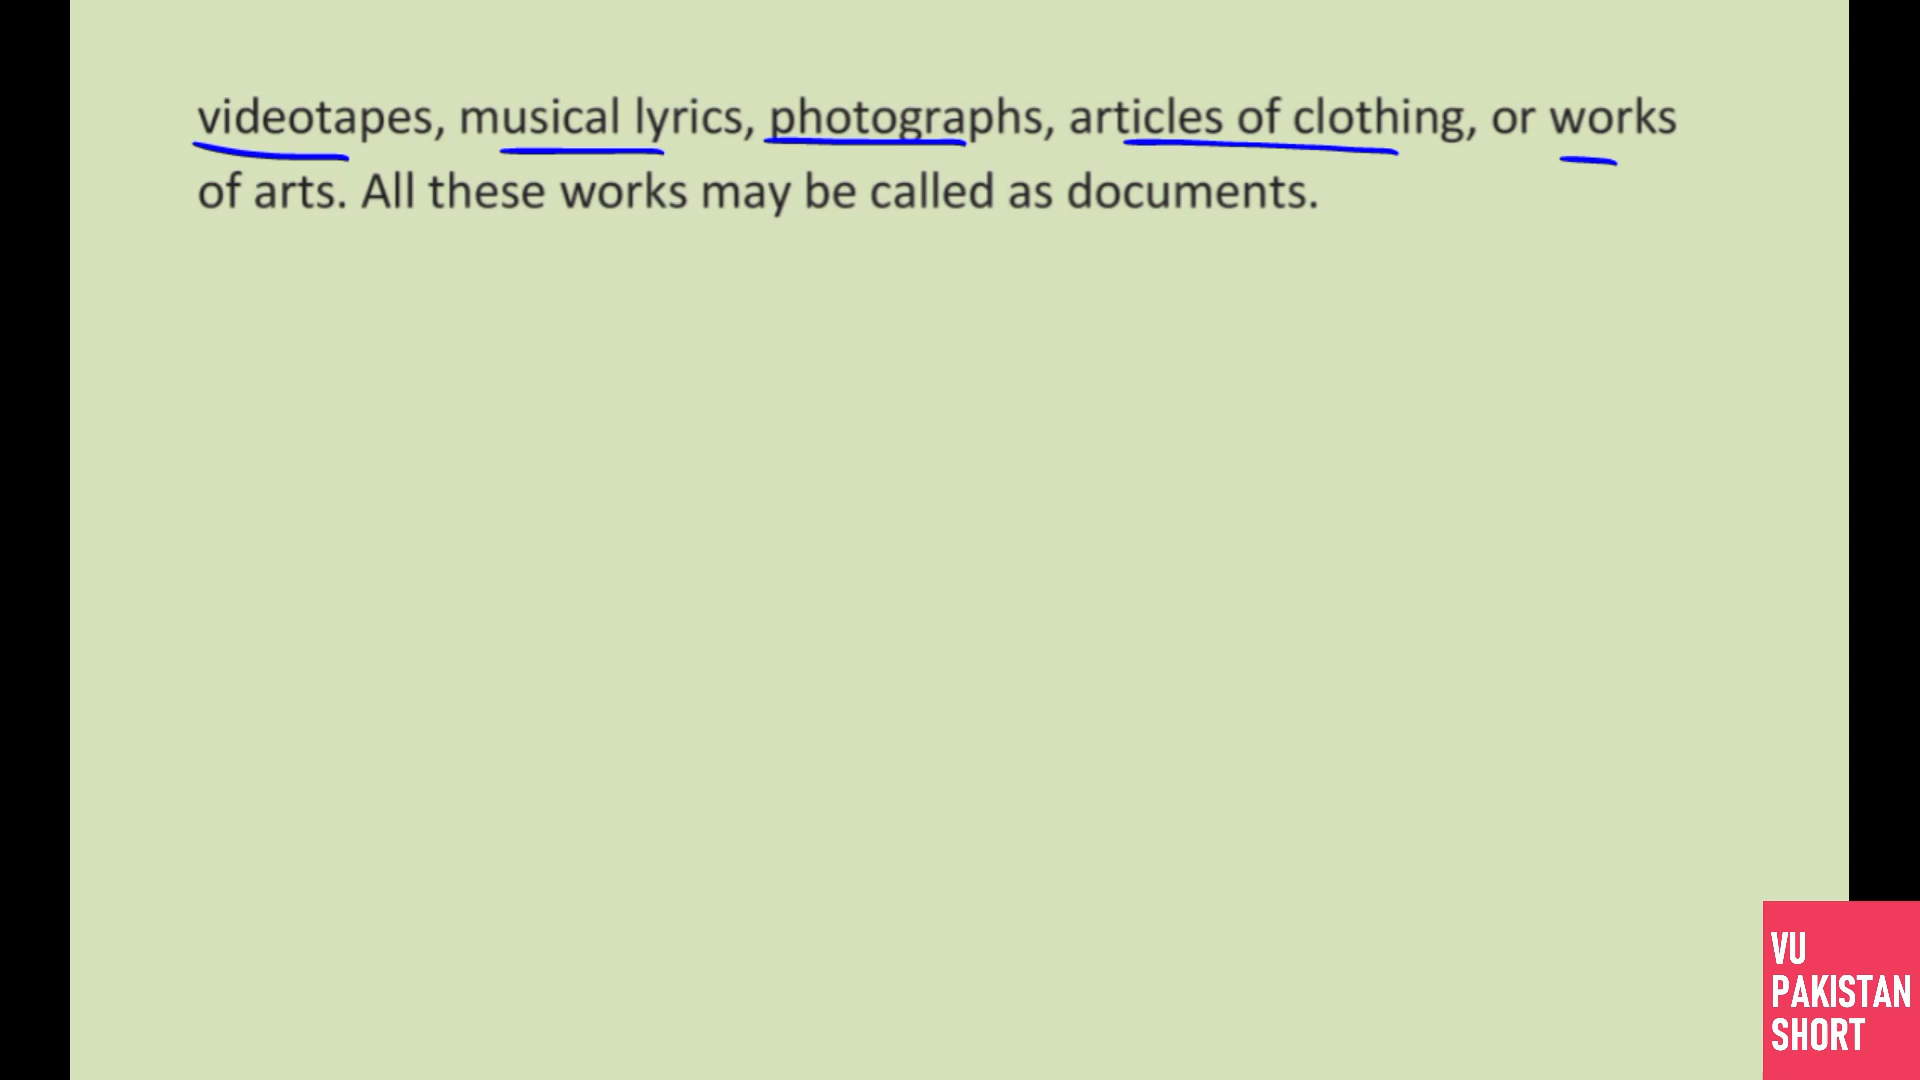 videotapes, musical lyrics, photographs, articles of clothing, or works
of arts. All these works may be called as documents.
VU
PAKISTAN
SHORT